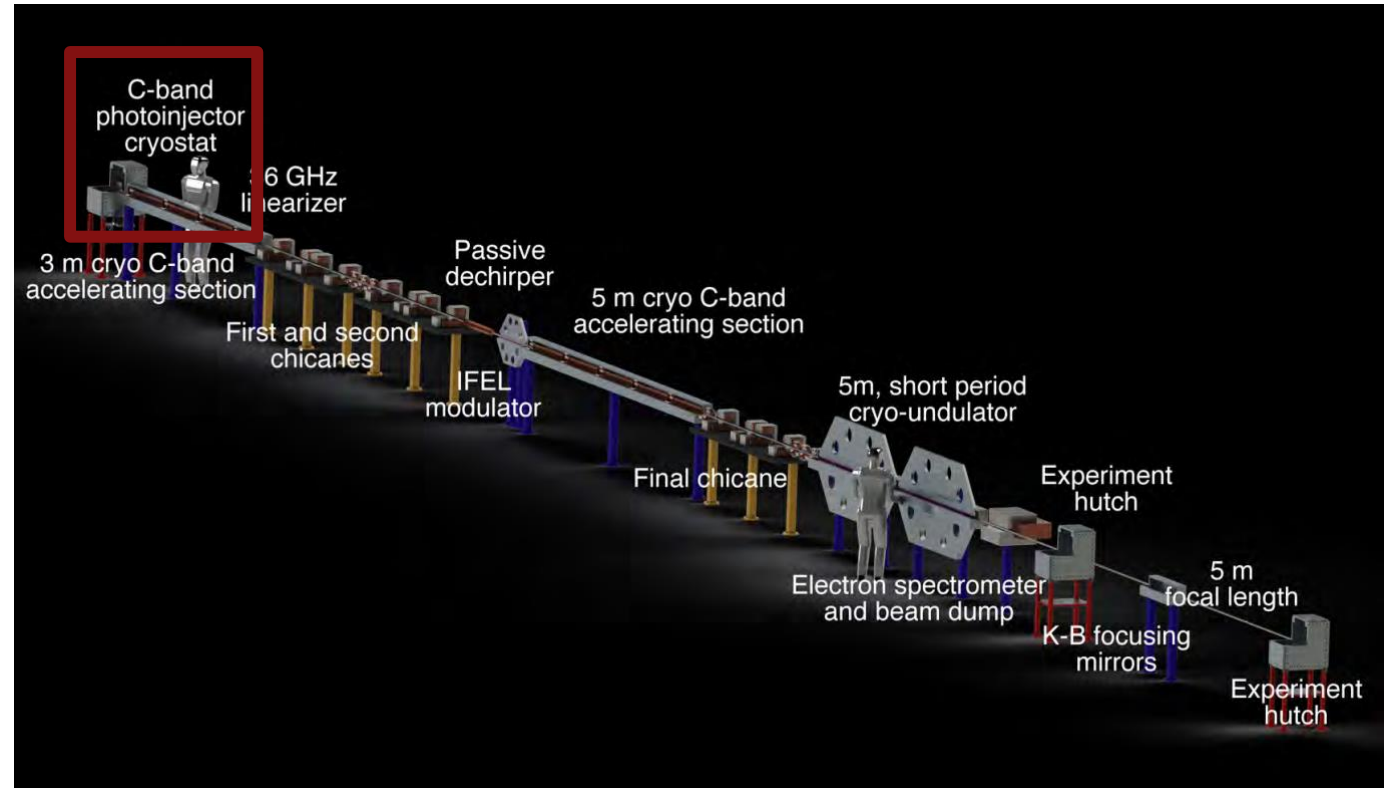 C-band
photoinjector
cryostat
6 GHz
linearizer
3 m cryo C-band
accelerating section
First and second
chicanes
Passive
dechirper
IFEL
modulator
5 m cryo C-band
accelerating section
Final chicane
5m, short period
cryo-undulator
Electron spectrometer
and beam dump
Experiment
hutch
K-B focusing
mirrors
5 m
focal length
Experiment
hutch